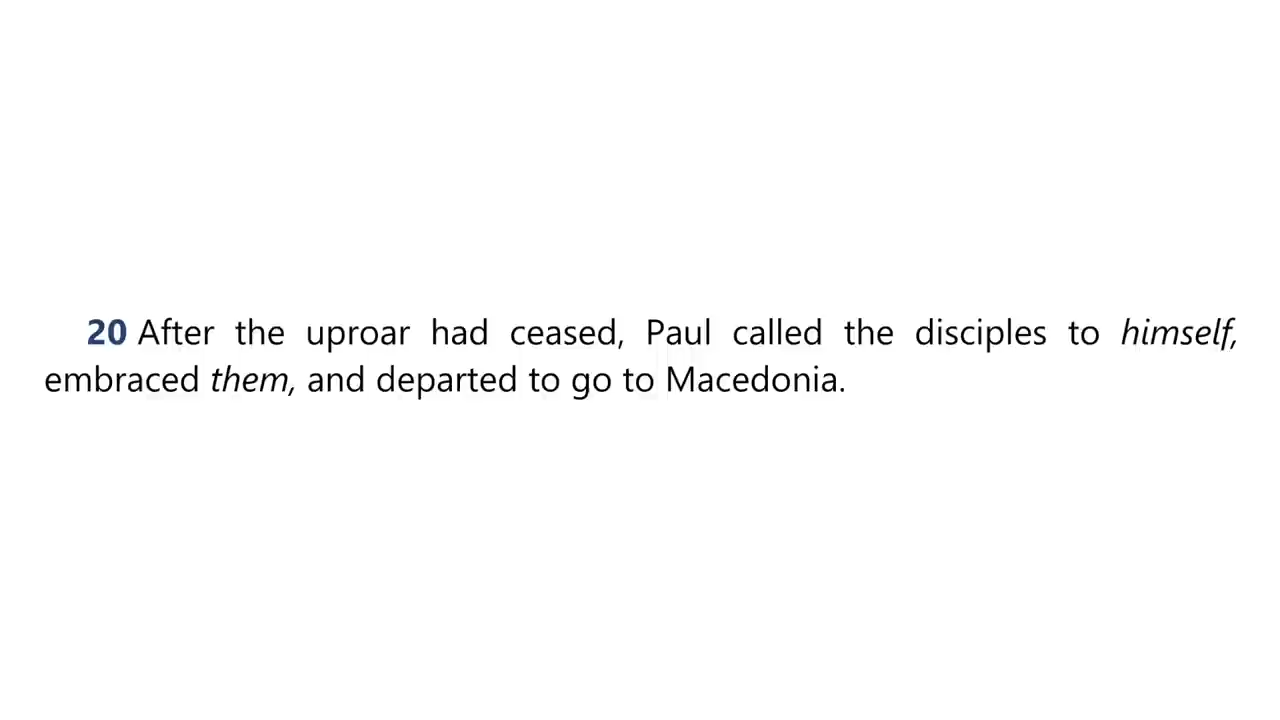 20 After the uproar had ceased, Paul called the disciples to himself,
embraced them, and departed to go to Macedonia.